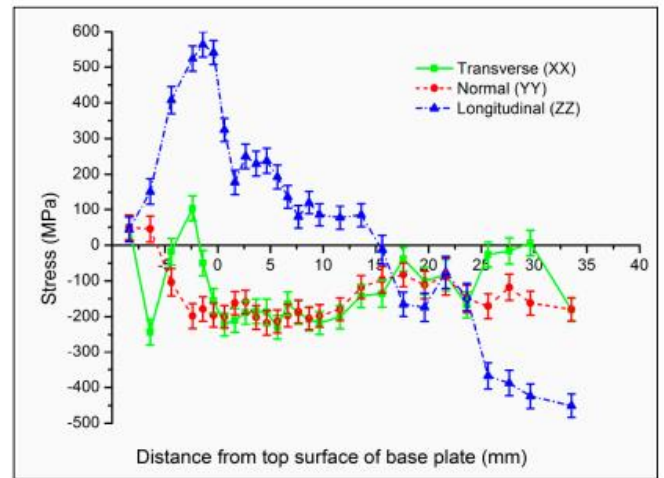 600
500
400
300
200
100
0
-100
-200
-300
-400
-500
Stress (MPa)
Transverse (XX)
Normal (YY)
Longitudinal (ZZ)
-5 0 5 10 15 20 25 30 35 40
Distance from top surface of base plate (mm)